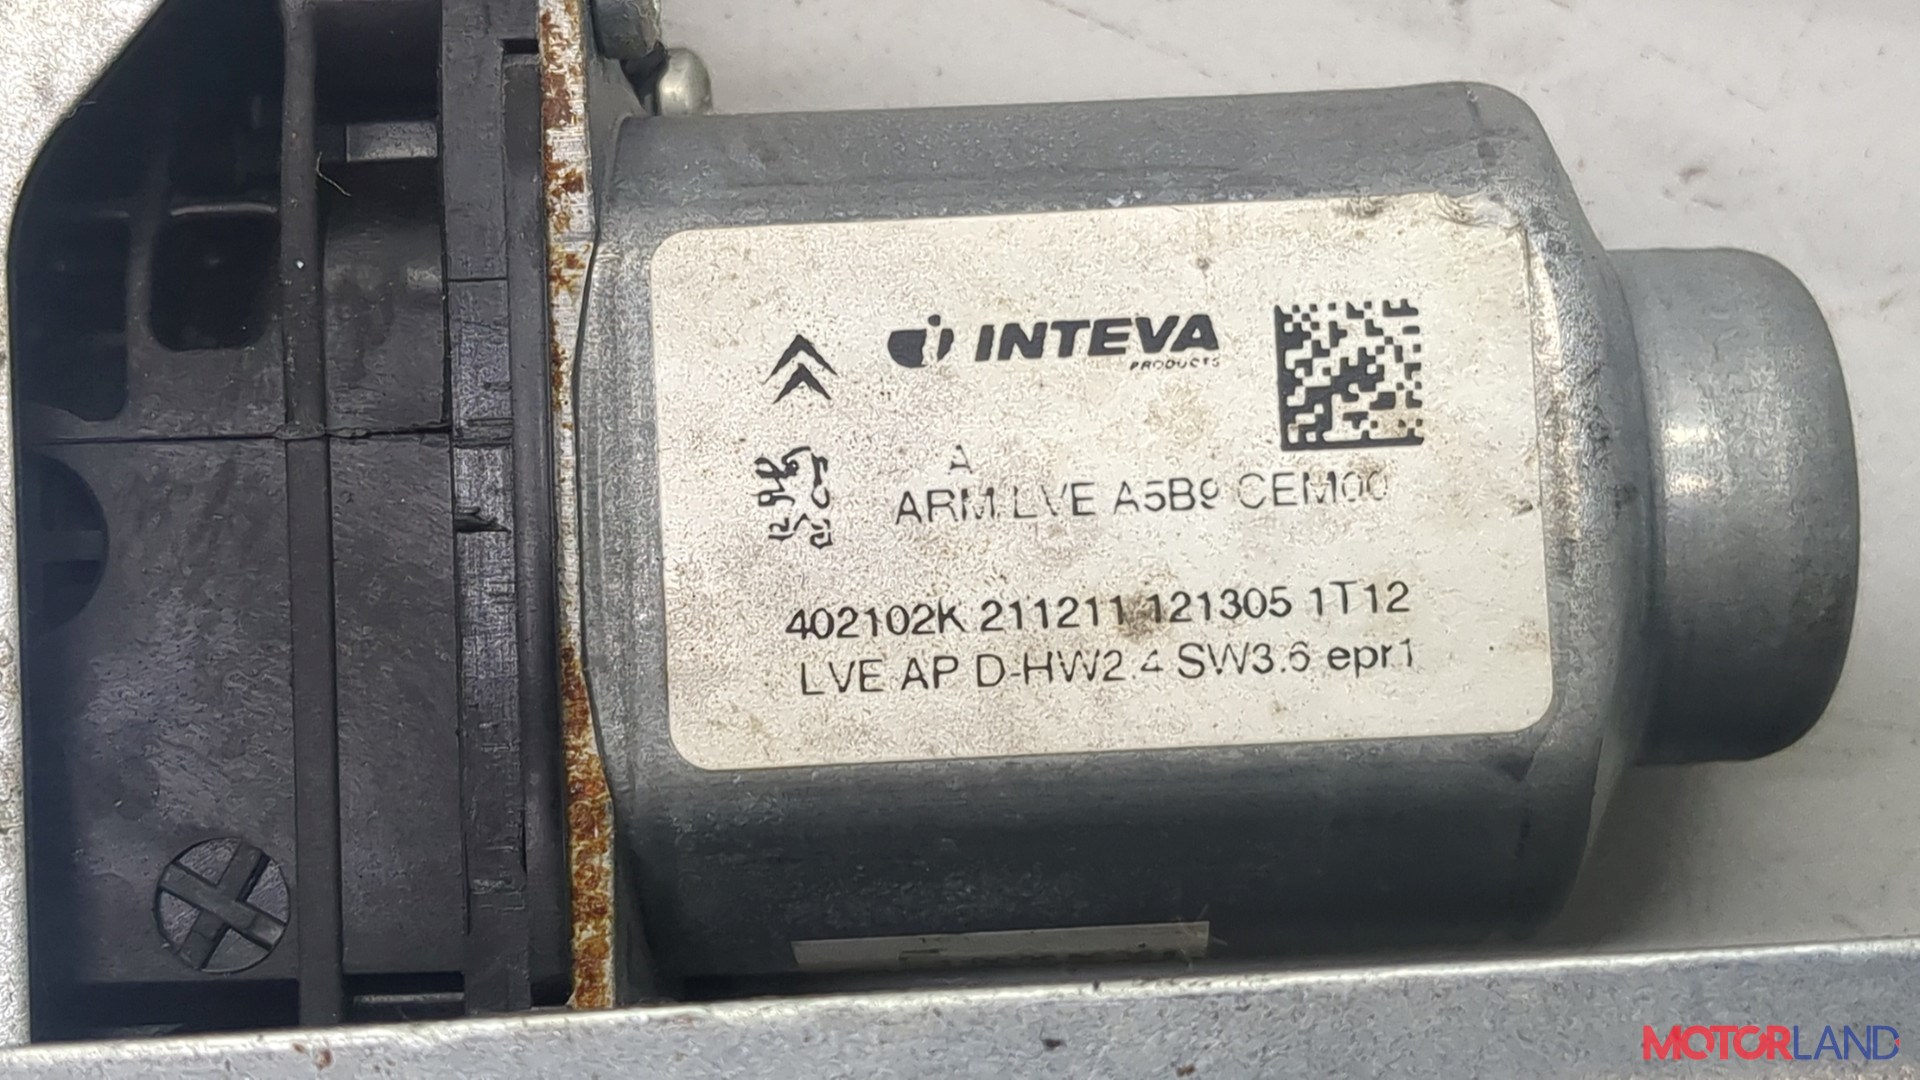 INTEVA
PRODUCTS
A
ARM LVE A5B9 CEM00
402102K 211211 121305 1T12
LVE AP D-HW2.4 SW3.6 epr1
MOTORLAND